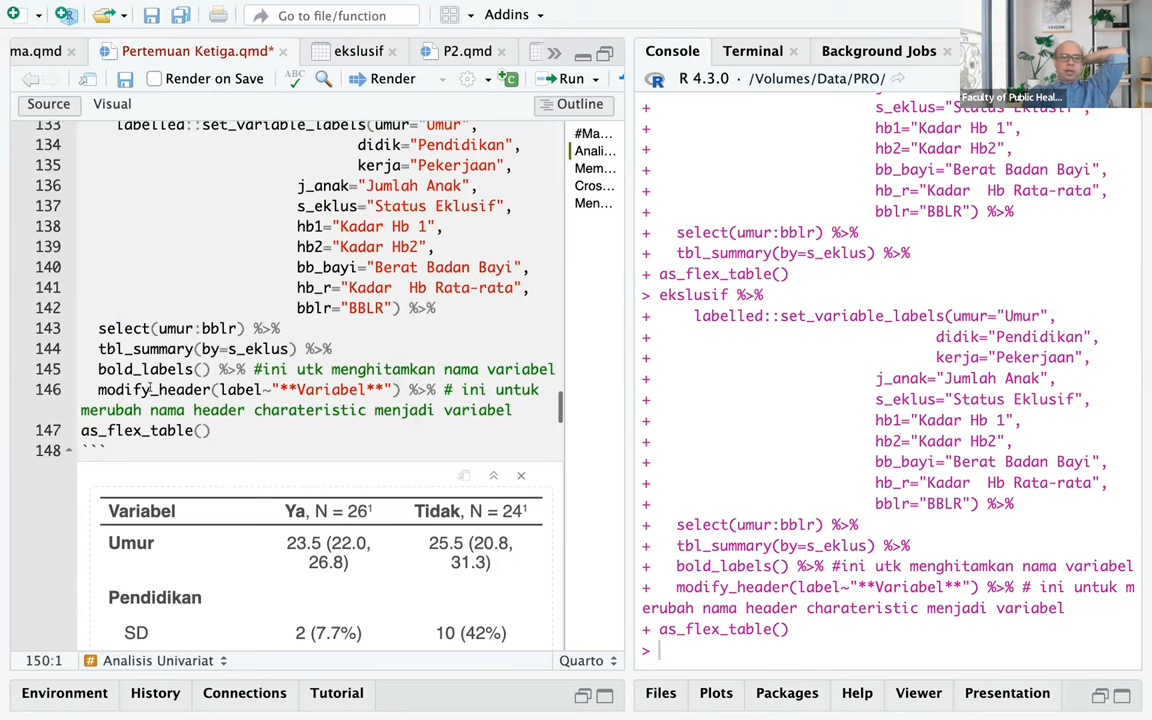 Go to file/function
Addins
ma.qmd
Pertemuan Ketiga.qmd*
ekslusif
P2.qmd
Render on Save
ABC
Render
Run
Source
Visual
Outline
133 labelled::set_variable_labels(umur="Umur",
134 didik="Pendidikan",
135 kerja="Pekerjaan",
136 j_anak="Jumlah Anak",
137 s_eklus="Status Eklusif",
138 hb1="Kadar Hb 1",
139 hb2="Kadar Hb2",
140 bb_bayi="Berat Badan Bayi",
141 hb_r="Kadar  Hb Rata-rata",
142 bblr="BBLR") %>%
143 select(umur:bblr) %>%
144 tbl_summary(by=s_eklus) %>%
145 bold_labels() %>% #ini utk menghitamkan nama variabel
146 modify_header(label~"**Variabel**") %>% # ini untuk
merubah nama header charateristic menjadi variabel
147 as_flex_table()
148 ```
#Ma...
Anali...
Mem...
Cros...
Men...
Variabel Ya, N = 26¹ Tidak, N = 24¹
Umur 23.5 (22.0, 25.5 (20.8,
26.8) 31.3)
Pendidikan
SD 2 (7.7%) 10 (42%)
150:1 # Analisis Univariat Quarto
Environment History Connections Tutorial
Console Terminal Background Jobs
R 4.3.0 · /Volumes/Data/PRO/
Faculty of Public Heal...
+ s_eklus="Status Eklusif",
+ hb1="Kadar Hb 1",
+ hb2="Kadar Hb2",
+ bb_bayi="Berat Badan Bayi",
+ hb_r="Kadar  Hb Rata-rata",
+ bblr="BBLR") %>%
+ select(umur:bblr) %>%
+ tbl_summary(by=s_eklus) %>%
+ as_flex_table()
> ekslusif %>%
+ labelled::set_variable_labels(umur="Umur",
+ didik="Pendidikan",
+ kerja="Pekerjaan",
+ j_anak="Jumlah Anak",
+ s_eklus="Status Eklusif",
+ hb1="Kadar Hb 1",
+ hb2="Kadar Hb2",
+ bb_bayi="Berat Badan Bayi",
+ hb_r="Kadar  Hb Rata-rata",
+ bblr="BBLR") %>%
+ select(umur:bblr) %>%
+ tbl_summary(by=s_eklus) %>%
+ bold_labels() %>% #ini utk menghitamkan nama variabel
+ modify_header(label~"**Variabel**") %>% # ini untuk m
erubah nama header charateristic menjadi variabel
+ as_flex_table()
>
Files Plots Packages Help Viewer Presentation